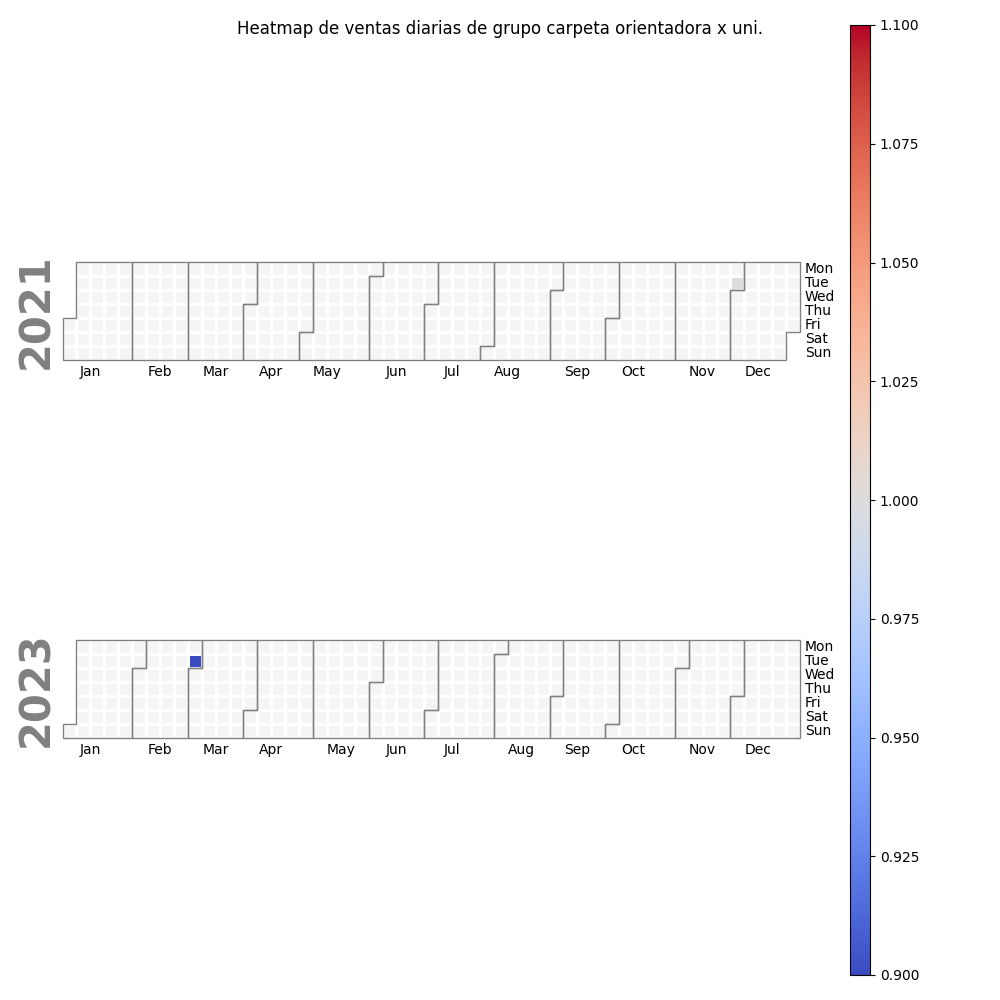 Heatmap de ventas diarias de grupo carpeta orientadora x uni.
2021
Mon
Tue
Wed
Thu
Fri
Sat
Sun
Jan Feb Mar Apr May Jun Jul Aug Sep Oct Nov Dec
2023
Mon
Tue
Wed
Thu
Fri
Sat
Sun
Jan Feb Mar Apr May Jun Jul Aug Sep Oct Nov Dec
1.100
1.075
1.050
1.025
1.000
0.975
0.950
0.925
0.900